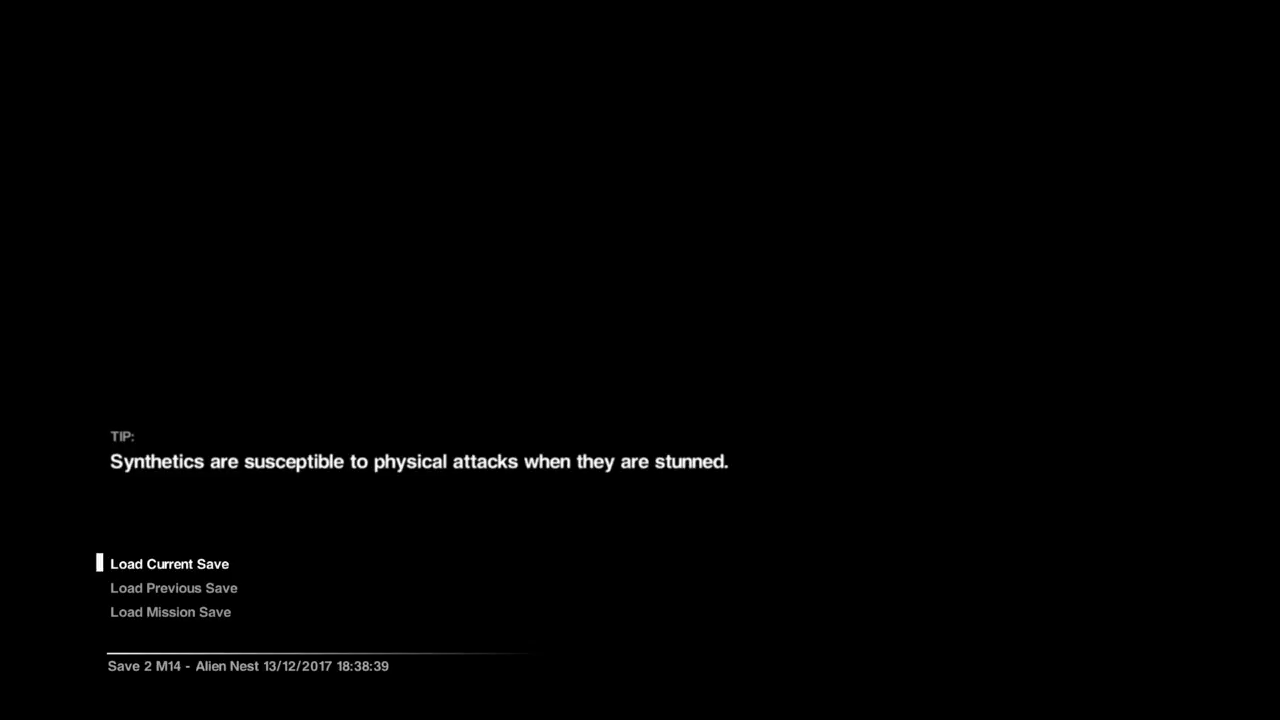 TIP:
Synthetics are susceptible to physical attacks when they are stunned.
Load Current Save
Load Previous Save
Load Mission Save
Save 2 M14 - Alien Nest 13/12/2017 18:38:39